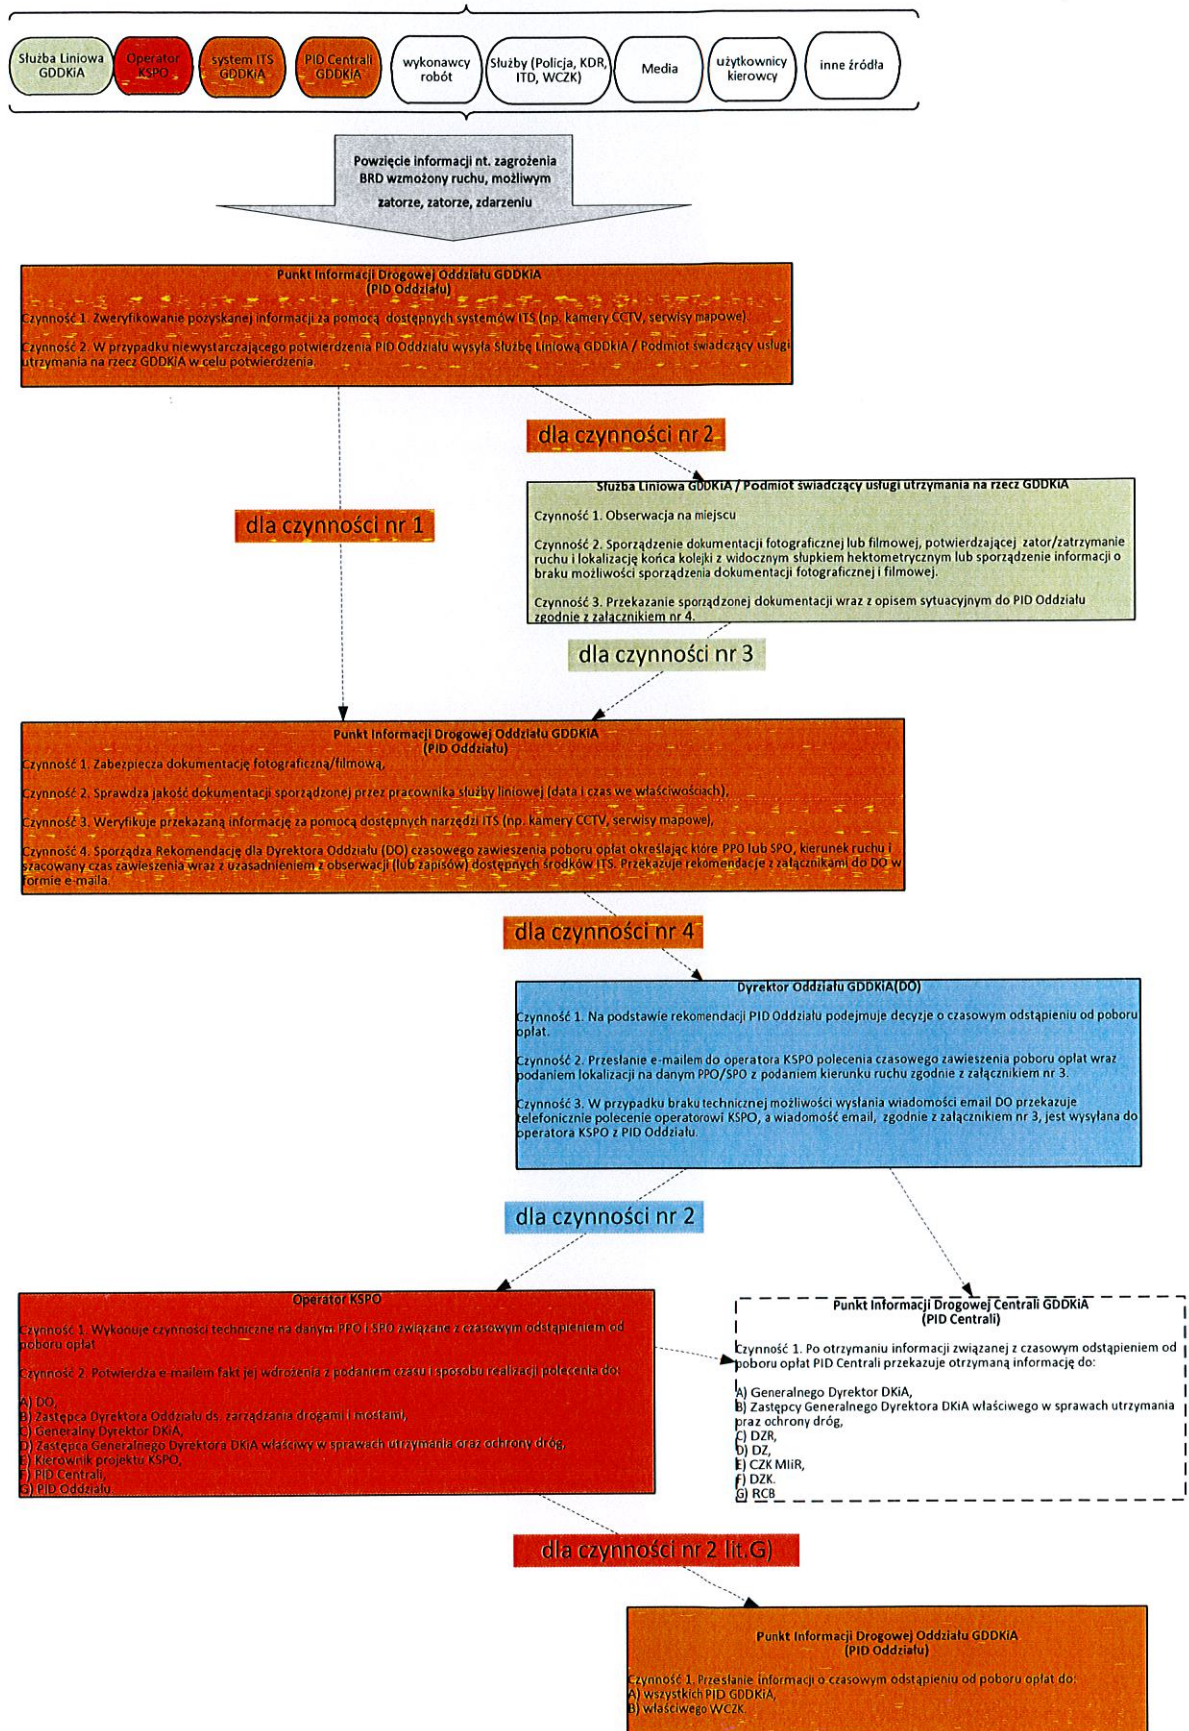 Służba Liniowa
GDDKiA
Operator
KSPO
system ITS
GDDKiA
PID Centrali
GDDKiA
wykonawcy
robót
Służby (Policja, KDR,
ITD, WCZK)
Media
użytkownicy
kierowcy
inne źródła
Powzięcie informacji nt. zagrożenia
BRD wzmożony ruchu, możliwym
zatorze, zatorze, zdarzeniu
Punkt Informacji Drogowej Oddziału GDDKiA
(PID Oddziału)
Czynność 1. Zweryfikowanie pozyskanej informacji za pomocą dostępnych systemów ITS (np. kamery CCTV, serwisy mapowe).
Czynność 2. W przypadku niewystarczającego potwierdzenia PID Oddziału wysyła Służbę Liniową GDDKiA / Podmiot świadczący usługi
utrzymania na rzecz GDDKiA w celu potwierdzenia.
dla czynności nr 2
dla czynności nr 1
Służba Liniowa GDDKiA / Podmiot świadczący usługi utrzymania na rzecz GDDKiA
Czynność 1. Obserwacja na miejscu
Czynność 2. Sporządzenie dokumentacji fotograficznej lub filmowej, potwierdzającej zator/zatrzymanie
ruchu i lokalizację końca kolejki z widocznym słupkiem hektometrycznym lub sporządzenie informacji o
braku możliwości sporządzenia dokumentacji fotograficznej i filmowej.
Czynność 3. Przekazanie sporządzonej dokumentacji wraz z opisem sytuacyjnym do PID Oddziału
zgodnie z załącznikiem nr 4.
dla czynności nr 3
Punkt Informacji Drogowej Oddziału GDDKiA
(PID Oddziału)
Czynność 1. Zabezpiecza dokumentację fotograficzną/filmową,
Czynność 2. Sprawdza jakość dokumentacji sporządzonej przez pracownika służby liniowej (data i czas we właściwościach),
Czynność 3. Weryfikuje przekazaną informację za pomocą dostępnych narzędzi ITS (np. kamery CCTV, serwisy mapowe),
Czynność 4. Sporządza Rekomendację dla Dyrektora Oddziału (DO) czasowego zawieszenia poboru opłat określając które PPO lub SPO, kierunek ruchu i
szacowany czas zawieszenia wraz z uzasadnieniem z obserwacji (lub zapisów) dostępnych środków ITS. Przekazuje rekomendacje z załącznikami do DO w
formie e-maila.
dla czynności nr 4
Dyrektor Oddziału GDDKiA(DO)
Czynność 1. Na podstawie rekomendacji PID Oddziału podejmuje decyzje o czasowym odstąpieniu od poboru
opłat.
Czynność 2. Przesłanie e-mailem do operatora KSPO polecenia czasowego zawieszenia poboru opłat wraz
podaniem lokalizacji na danym PPO/SPO z podaniem kierunku ruchu zgodnie z załącznikiem nr 3.
Czynność 3. W przypadku braku technicznej możliwości wysłania wiadomości email DO przekazuje
telefonicznie polecenie operatorowi KSPO, a wiadomość email, zgodnie z załącznikiem nr 3, jest wysyłana do
operatora KSPO z PID Oddziału.
dla czynności nr 2
Operator KSPO
Czynność 1. Wykonuje czynności techniczne na danym PPO i SPO związane z czasowym odstąpieniem od
poboru opłat
Czynność 2. Potwierdza e-mailem fakt jej wdrożenia z podaniem czasu i sposobu realizacji polecenia do:
A) DO,
B) Zastępca Dyrektora Oddziału ds. zarządzania drogami i mostami,
C) Generalny Dyrektor DKiA,
D) Zastępca Generalnego Dyrektora DKiA właściwy w sprawach utrzymania oraz ochrony dróg,
E) Kierownik projektu KSPO,
F) PID Centrali,
G) PID Oddziału.
Punkt Informacji Drogowej Centrali GDDKiA
(PID Centrali)
Czynność 1. Po otrzymaniu informacji związanej z czasowym odstąpieniem od
poboru opłat PID Centrali przekazuje otrzymaną informację do:
A) Generalnego Dyrektor DKiA,
B) Zastępcy Generalnego Dyrektora DKiA właściwego w sprawach utrzymania
oraz ochrony dróg,
C) DZR,
D) DZ,
E) CZK MIiR,
F) DZK.
G) RCB
dla czynności nr 2 lit.G)
Punkt Informacji Drogowej Oddziału GDDKiA
(PID Oddziału)
Czynność 1. Przesłanie informacji o czasowym odstąpieniu od poboru opłat do:
A) wszystkich PID GDDKiA,
B) właściwego WCZK.